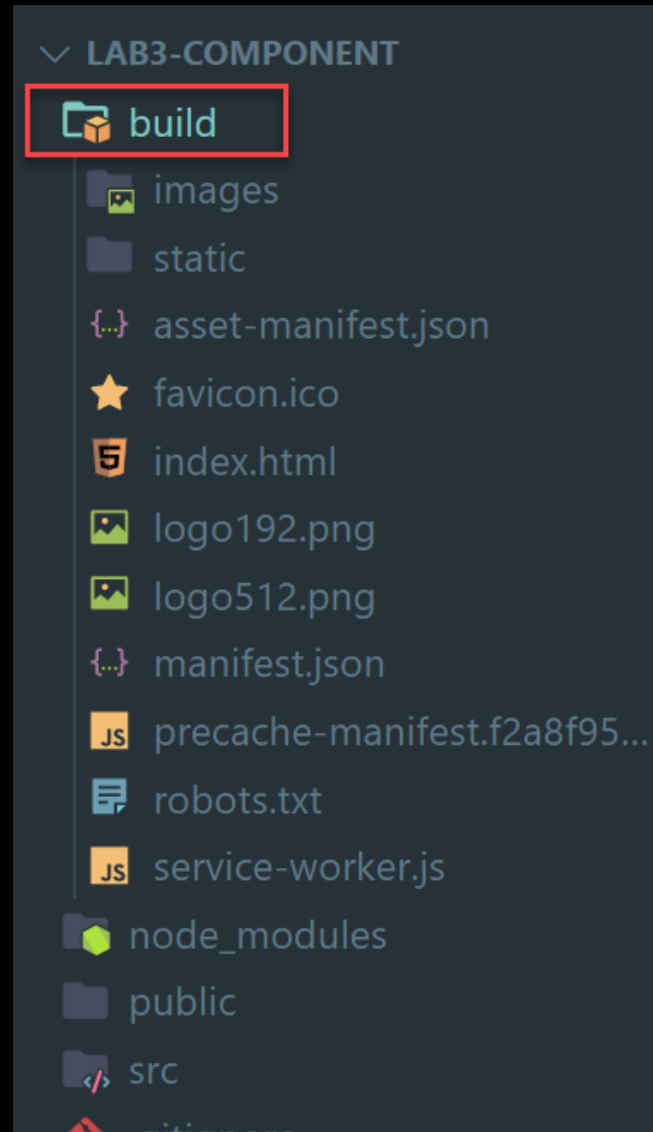 LAB3-COMPONENT
build
images
static
asset-manifest.json
favicon.ico
index.html
logo192.png
logo512.png
manifest.json
precache-manifest.f2a8f95...
robots.txt
service-worker.js
node_modules
public
src